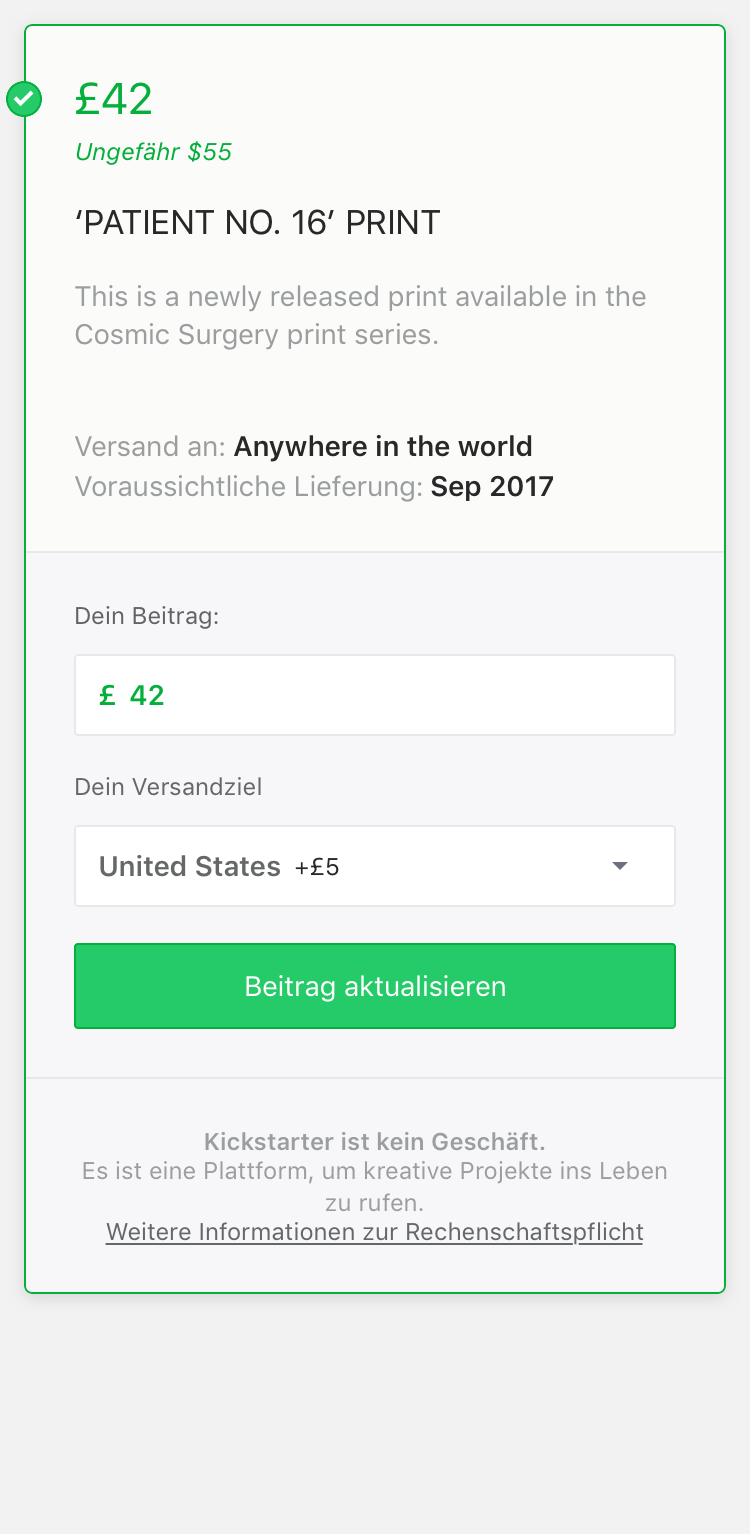 £42
Ungefähr $55
‘PATIENT NO. 16’ PRINT
This is a newly released print available in the
Cosmic Surgery print series.
Versand an: Anywhere in the world
Voraussichtliche Lieferung: Sep 2017
Dein Beitrag:
£ 42
Dein Versandziel
United States +£5
Beitrag aktualisieren
Kickstarter ist kein Geschäft.
Es ist eine Plattform, um kreative Projekte ins Leben
zu rufen.
Weitere Informationen zur Rechenschaftspflicht